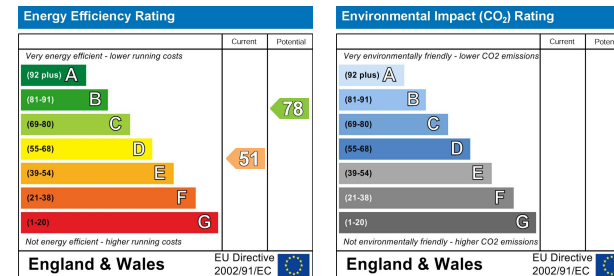 Energy Efficiency Rating
Current Potential
Very energy efficient - lower running costs
(92 plus) A
(81-91) B
78
(69-80) C
(55-68) D
51
(39-54) E
(21-38) F
(1-20) G
Not energy efficient - higher running costs
England & Wales
EU Directive
2002/91/EC
Environmental Impact (CO₂) Rating
Current Poten
Very environmentally friendly - lower CO2 emissions
(92 plus) A
(81-91) B
(69-80) C
(55-68) D
(39-54) E
(21-38) F
(1-20) G
Not environmentally friendly - higher CO2 emissions
England & Wales
EU Directive
2002/91/EC